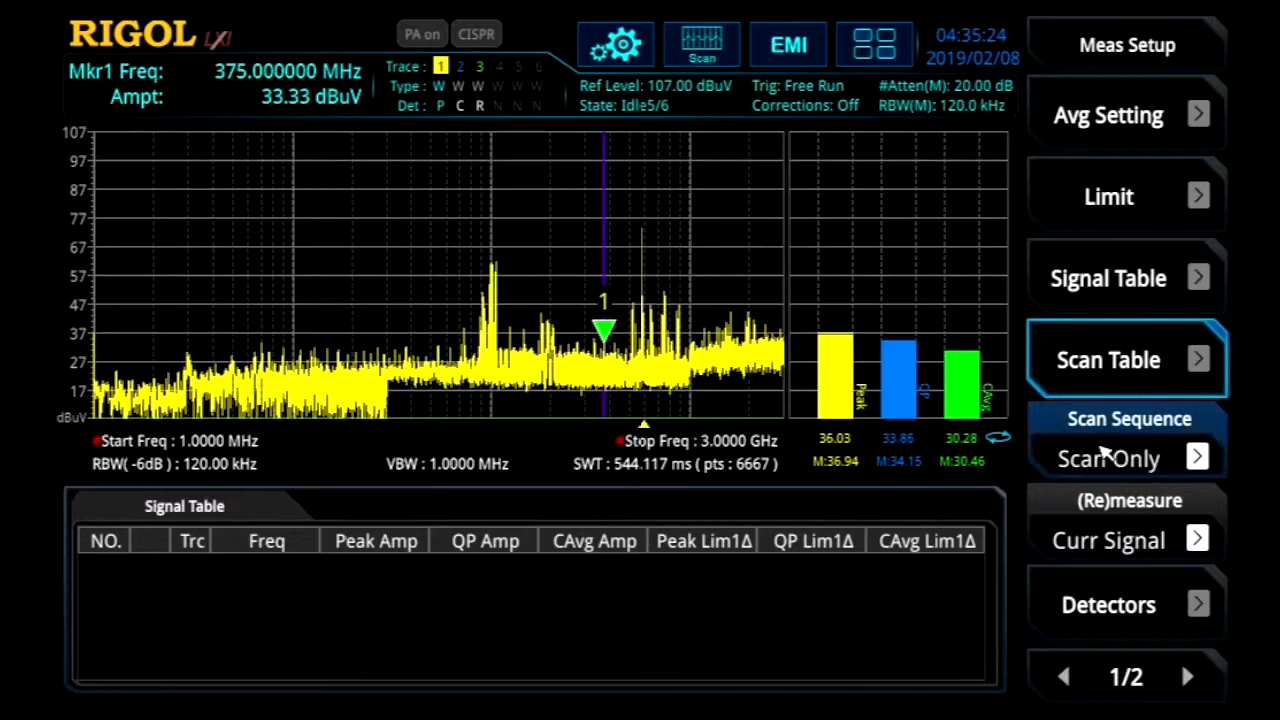 RIGOL LXI
PA on CISPR
Scan
EMI
04:35:24
2019/02/08
Mkr1 Freq: 375.000000 MHz
Ampt: 33.33 dBuV
Trace : 1 2 3 4 5 6
Type : W W W N N N
Det : P C R N N N
Ref Level: 107.00 dBuV Trig: Free Run #Atten(M): 20.00 dB
State: Idle5/6 Corrections: Off RBW(M): 120.0 kHz
107
97
87
77
67
57
47
37
27
17
dBuV
1
Peak
QP
CAvg
36.03 33.85 30.28
M:36.94 M:34.15 M:30.46
#Start Freq : 1.0000 MHz #Stop Freq : 3.0000 GHz
RBW( -6dB ) : 120.00 kHz VBW : 1.0000 MHz SWT : 544.117 ms ( pts : 6667 )
Signal Table
NO. Trc Freq Peak Amp QP Amp CAvg Amp Peak Lim1Δ QP Lim1Δ CAvg Lim1Δ
Meas Setup
Avg Setting >
Limit >
Signal Table >
Scan Table >
Scan Sequence
Scan Only >
(Re)measure
Curr Signal >
Detectors >
1/2